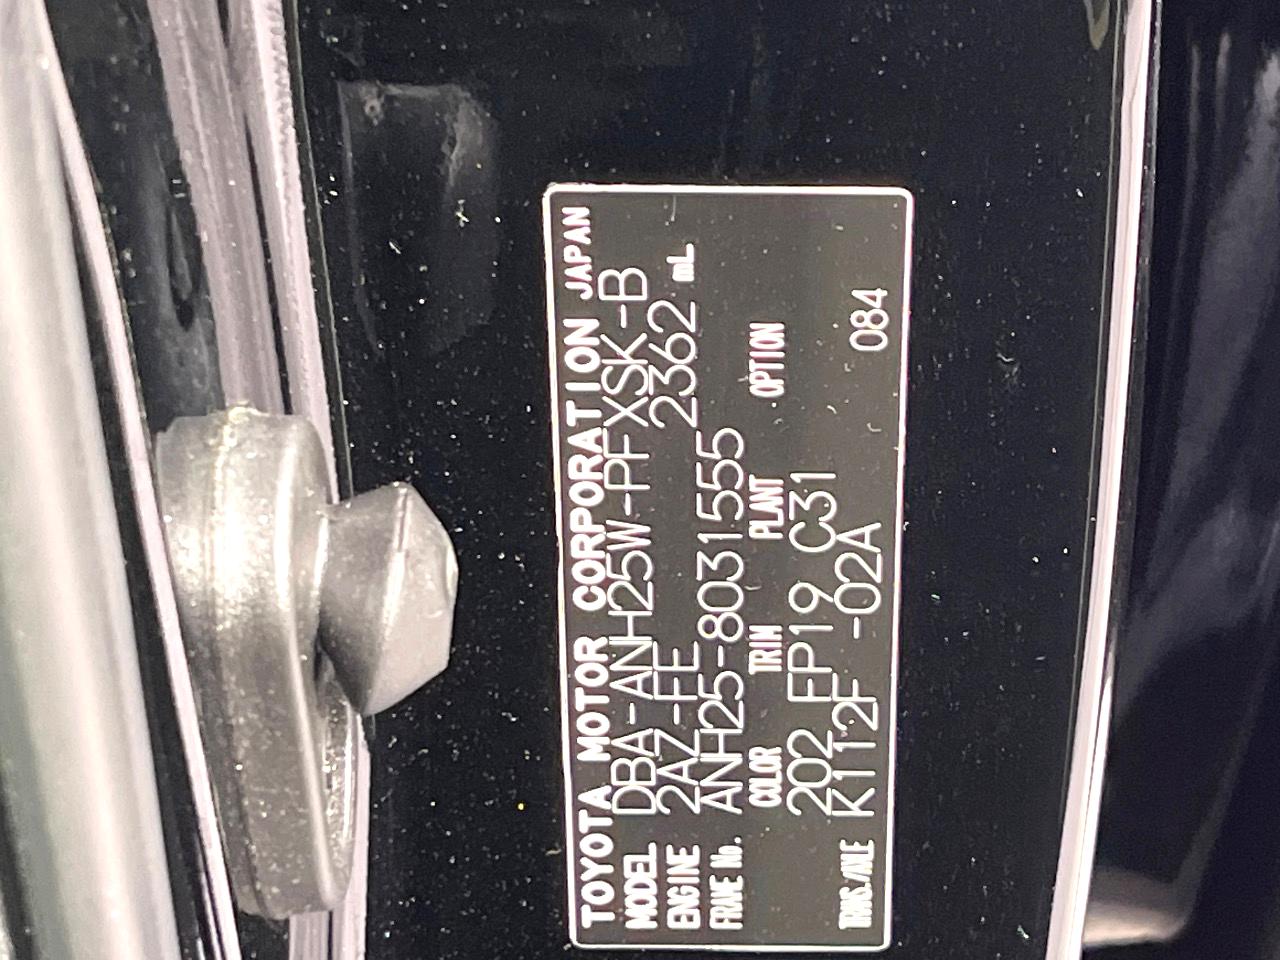 TOYOTA MOTOR CORPORATION JAPAN
MODEL DBA-ANH25W-PFXSK-B
ENGINE 2AZ-FE 2362 mL
FRAME No. ANH25-8031555
COLOR TRIM PLANT OPTION
202 FP19 C31
TRANS./AXLE K112F -02A 084